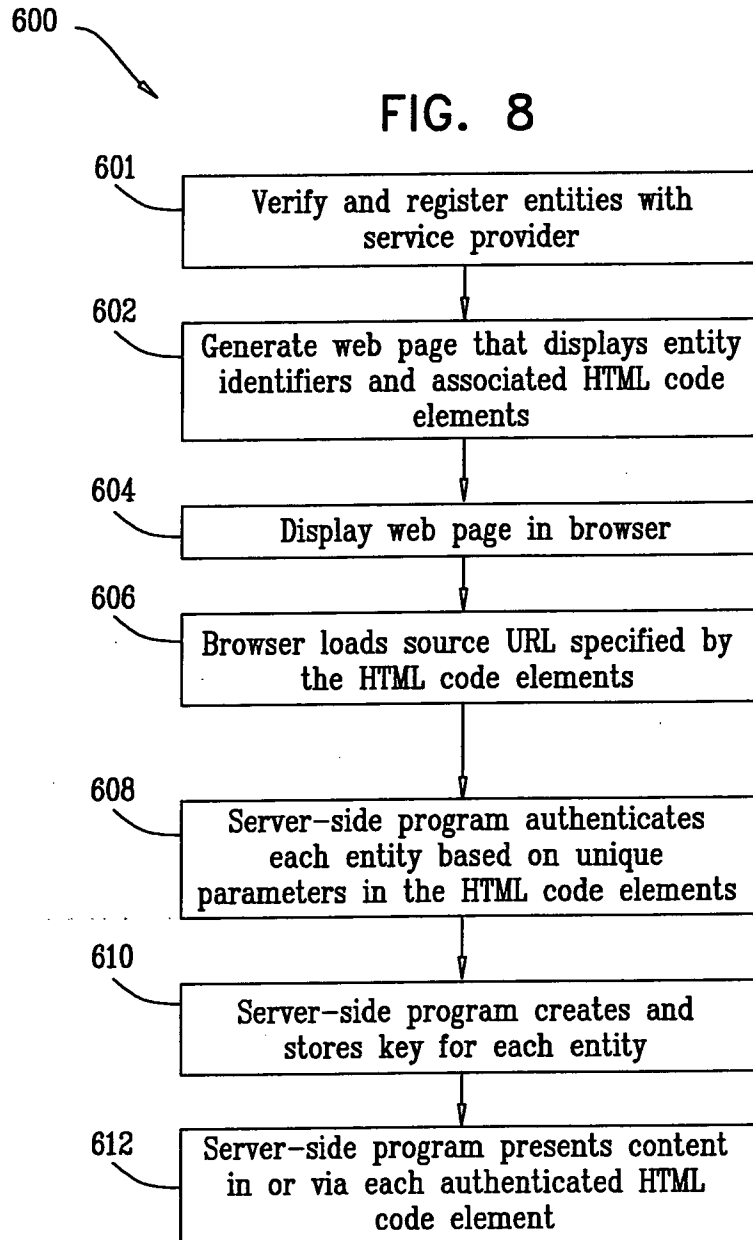 600
FIG. 8
601
Verify and register entities with
service provider
602
Generate web page that displays entity
identifiers and associated HTML code
elements
604
Display web page in browser
606
Browser loads source URL specified by
the HTML code elements
608
Server-side program authenticates
each entity based on unique
parameters in the HTML code elements
610
Server-side program creates and
stores key for each entity
612
Server-side program presents content
in or via each authenticated HTML
code element